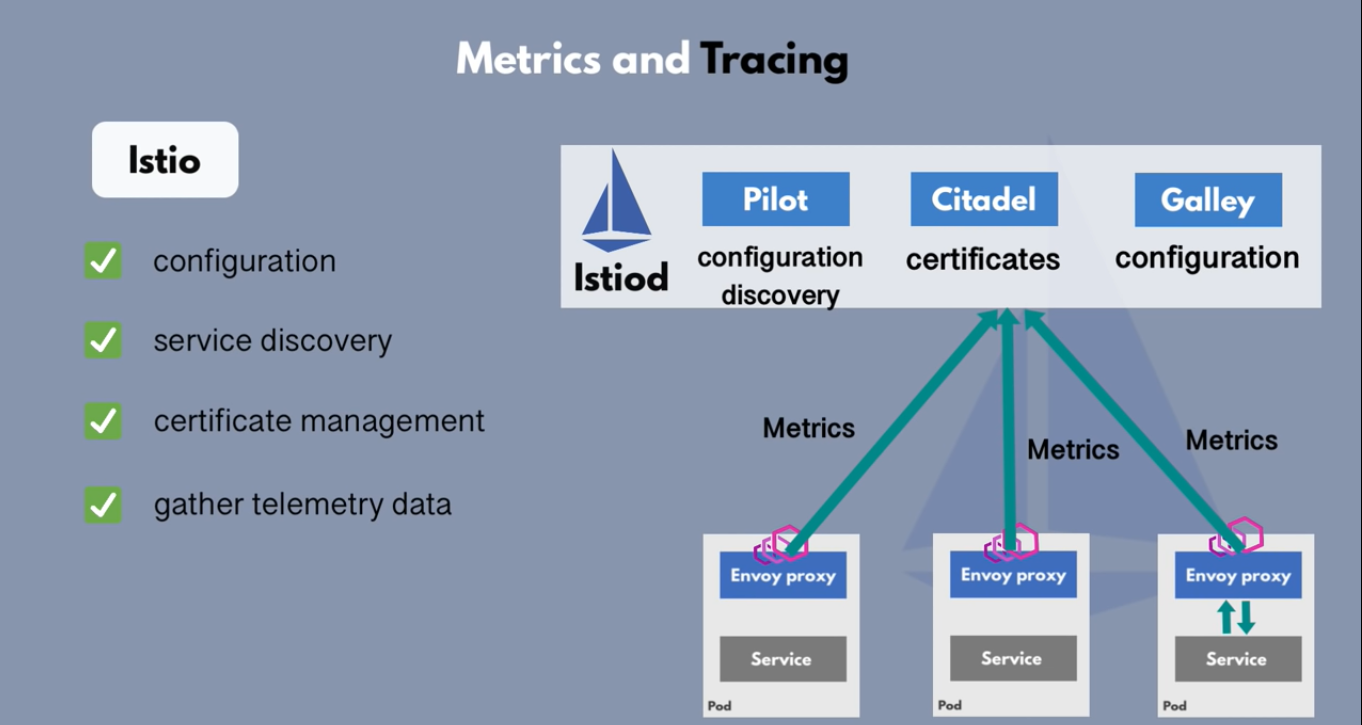 Metrics and Tracing
Istio
configuration
service discovery
certificate management
gather telemetry data
Istiod
Pilot
configuration
discovery
Citadel
certificates
Galley
configuration
Metrics
Metrics
Metrics
Envoy proxy
Service
Pod
Envoy proxy
Service
Pod
Envoy proxy
Service
Pod